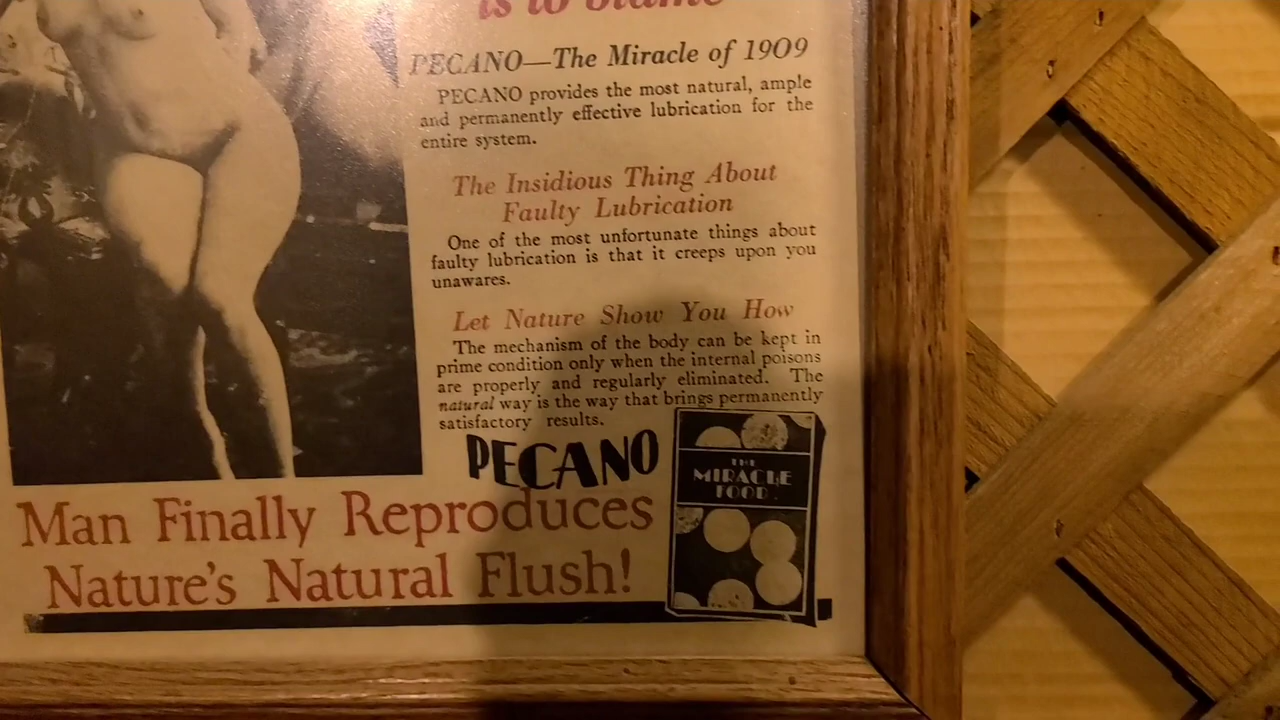 is to blame
PECANO—The Miracle of 1909
PECANO provides the most natural, ample
and permanently effective lubrication for the
entire system.
The Insidious Thing About
Faulty Lubrication
One of the most unfortunate things about
faulty lubrication is that it creeps upon you
unawares.
Let Nature Show You How
The mechanism of the body can be kept in
prime condition only when the internal poisons
are properly and regularly eliminated. The
natural way is the way that brings permanently
satisfactory results.
PECANO
THE
MIRACLE
FOOD.
Man Finally Reproduces
Nature's Natural Flush!